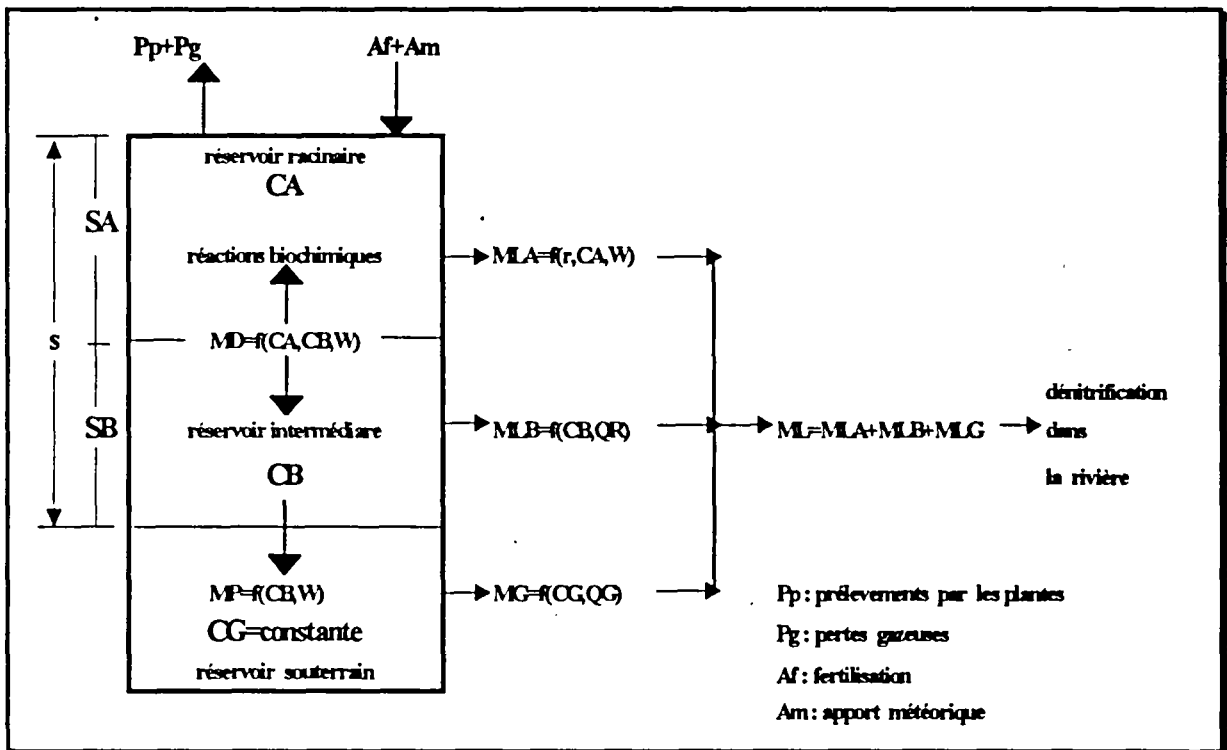 Pp+Pg
Af+Am
réservoir racinaire
CA
SA
réactions biochimiques
MLA=f(r,CA,W)
s
MD=f(CA,CB,W)
SB
réservoir intermédiare
MLB=f(CB,QR)
ML=MLA+MLB+MLG
dénitrification
dans
la rivière
CB
MP=f(CB,W)
MG=f(CG,QG)
CG=constante
réservoir souterrain
Pp : prélevements par les plantes
Pg : pertes gazeuses
Af : fertilisation
Am : apport météorique